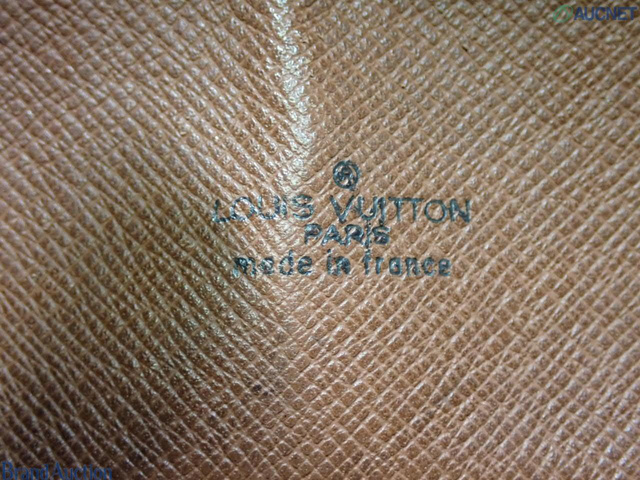 AUCNET
LOUIS VUITTON
PARIS
made in france
Brand Auction